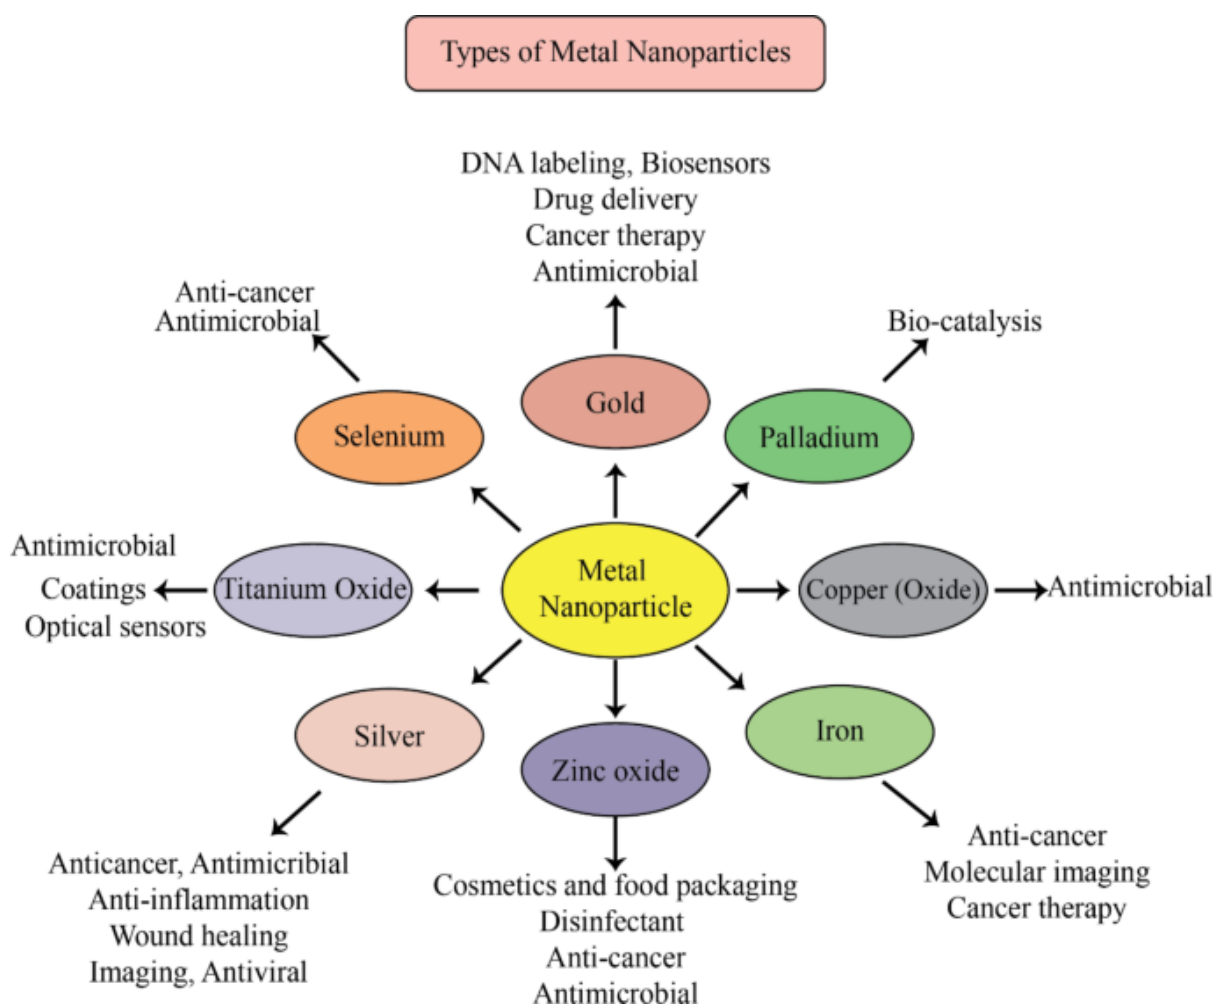 Types of Metal Nanoparticles
DNA labeling, Biosensors
Drug delivery
Cancer therapy
Antimicrobial
Anti-cancer
Antimicrobial
Bio-catalysis
Gold
Selenium
Palladium
Antimicrobial
Coatings
Optical sensors
Titanium Oxide
Metal
Nanoparticle
Copper (Oxide)
Antimicrobial
Silver
Zinc oxide
Iron
Anticancer, Antimicribial
Anti-inflammation
Wound healing
Imaging, Antiviral
Cosmetics and food packaging
Disinfectant
Anti-cancer
Antimicrobial
Anti-cancer
Molecular imaging
Cancer therapy